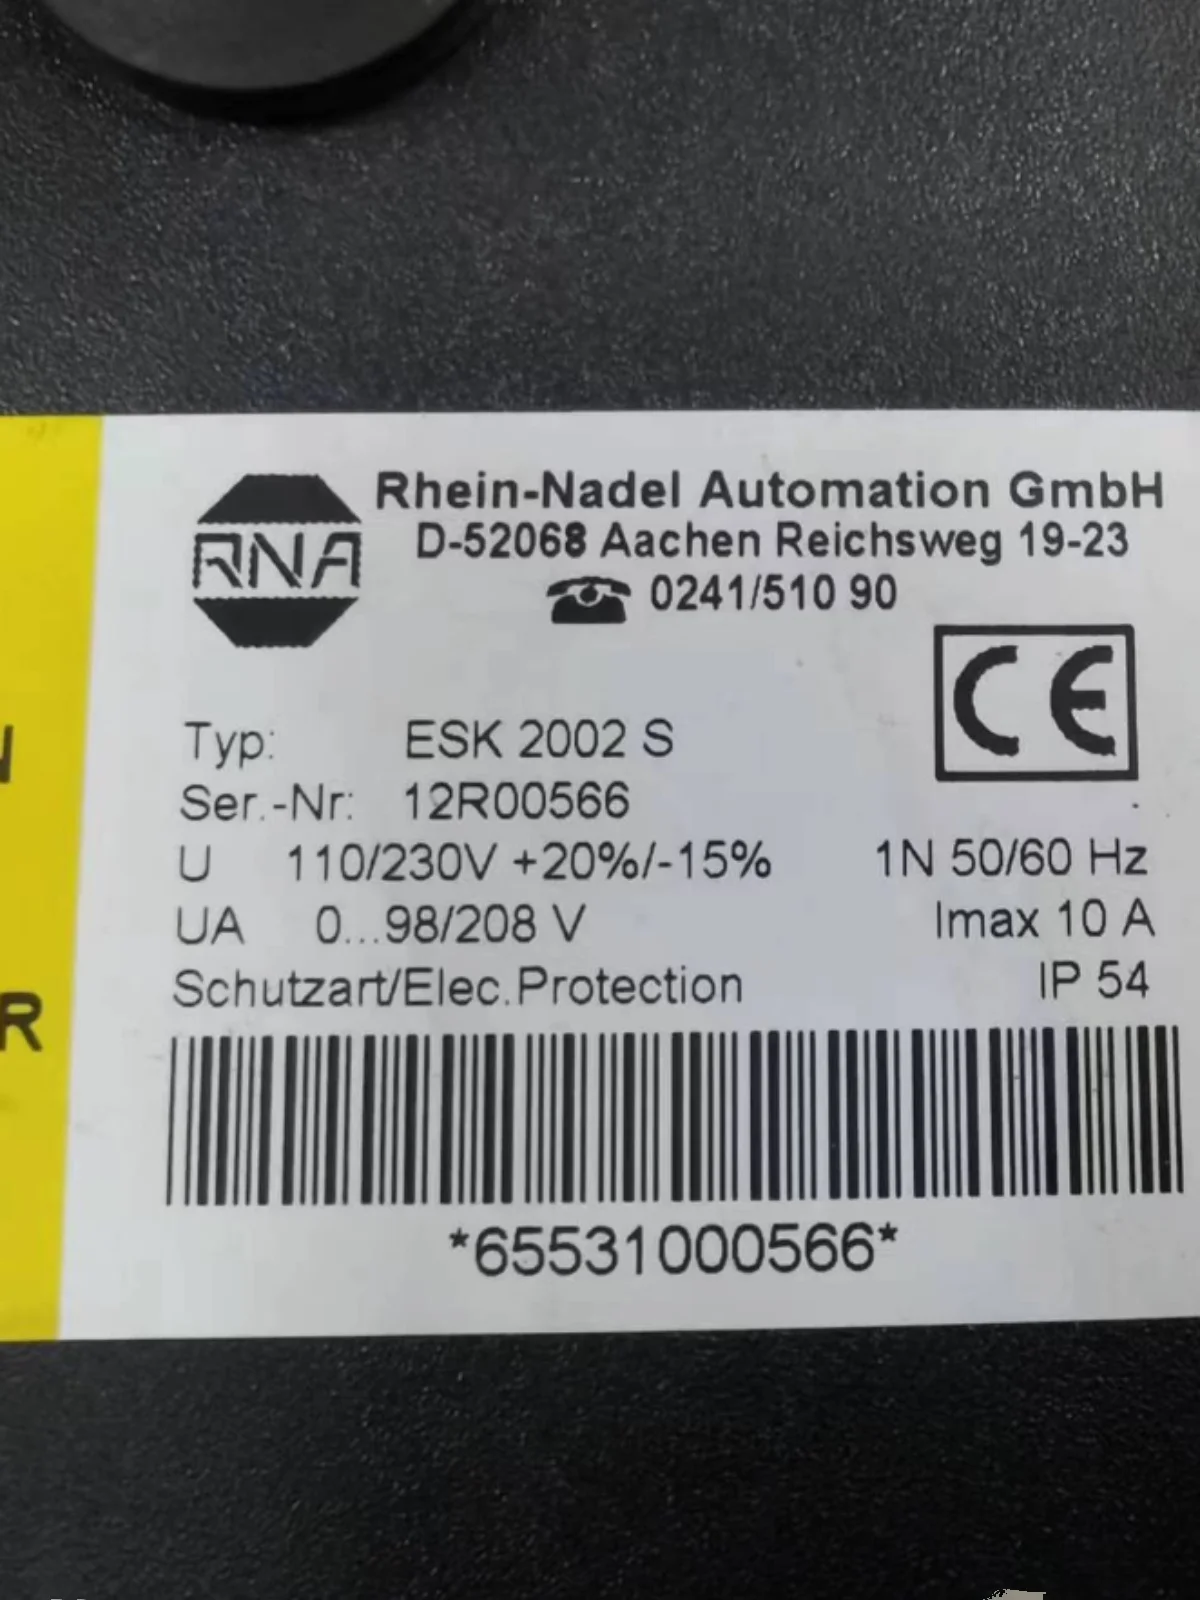 RNA
Rhein-Nadel Automation GmbH
D-52068 Aachen Reichsweg 19-23
☎ 0241/510 90
CE
Typ: ESK 2002 S
Ser.-Nr: 12R00566
U 110/230V +20%/-15% 1N 50/60 Hz
UA 0...98/208 V Imax 10 A
Schutzart/Elec.Protection IP 54
*65531000566*
R